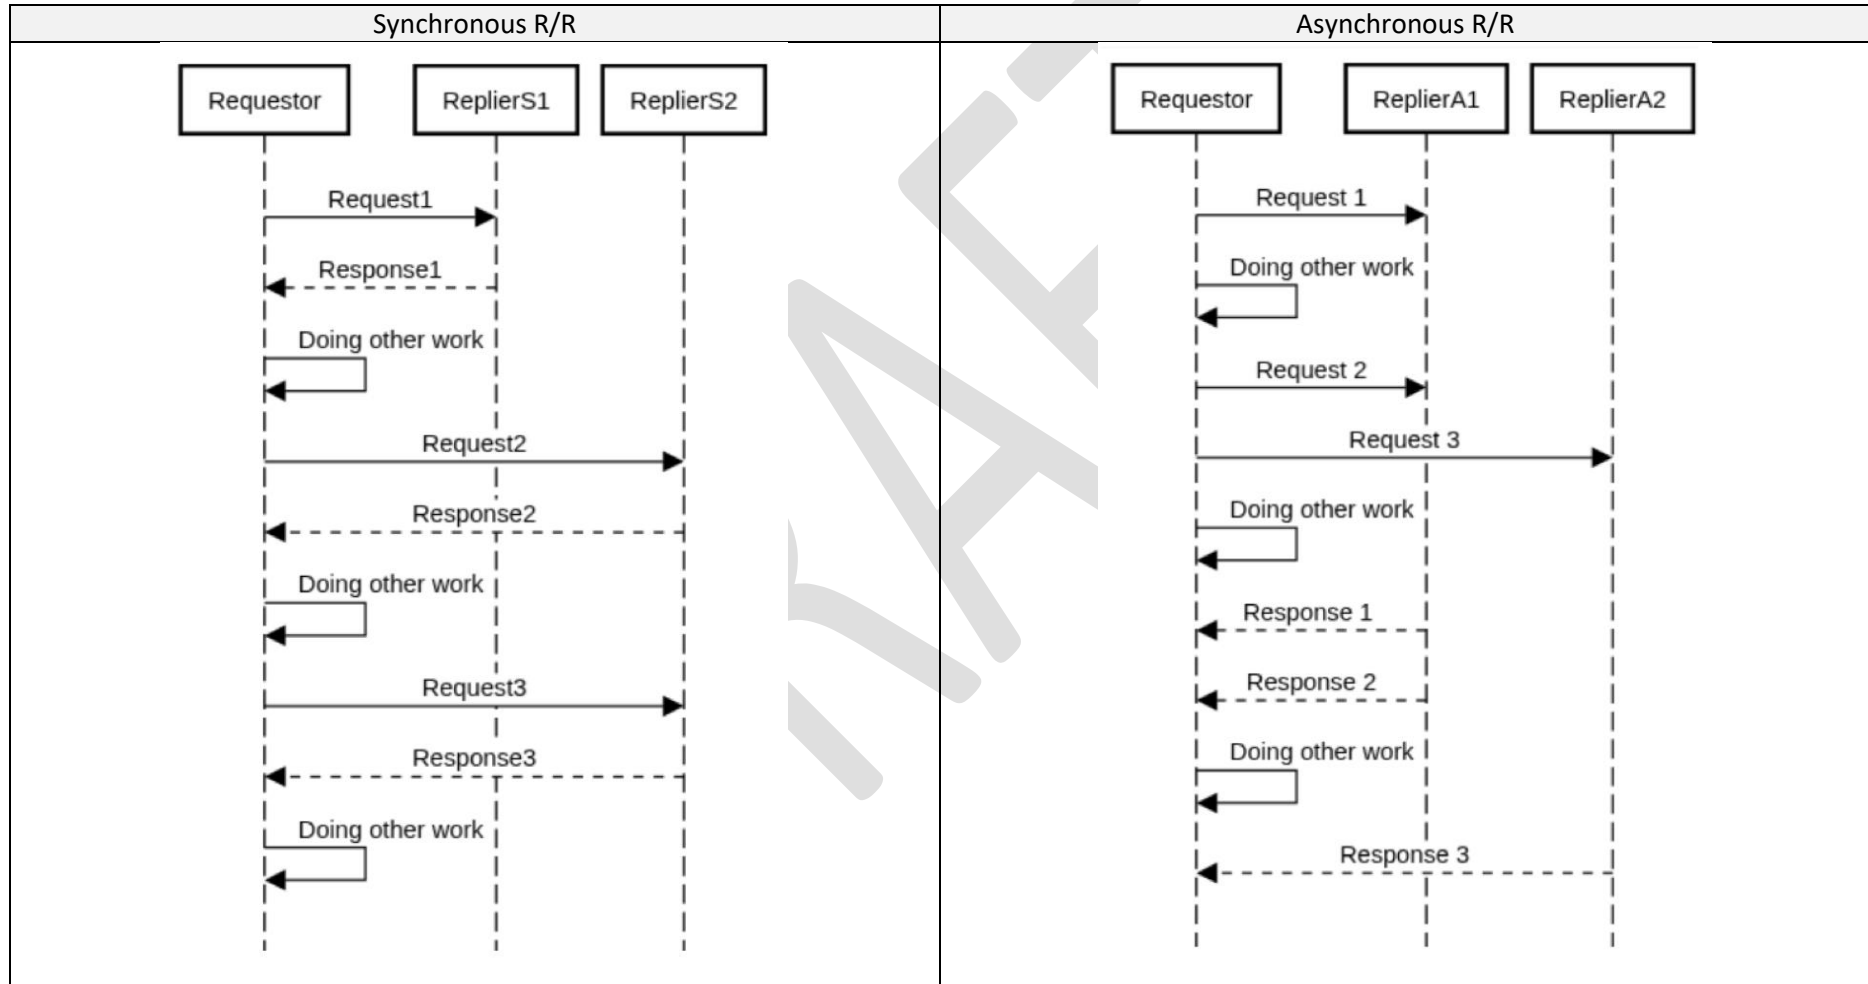 Synchronous R/R
Asynchronous R/R
Requestor
ReplierS1
ReplierS2
Request1
Response1
Doing other work
Request2
Response2
Doing other work
Request3
Response3
Doing other work
Requestor
ReplierA1
ReplierA2
Request 1
Doing other work
Request 2
Request 3
Doing other work
Response 1
Response 2
Doing other work
Response 3